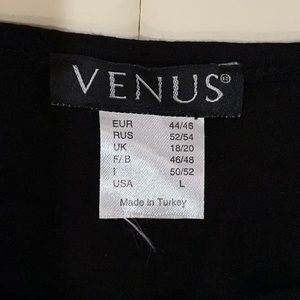 VENUS®
EUR 44/46
RUS 52/54
UK 18/20
F/B 46/48
I 50/52
USA L
Made in Turkey